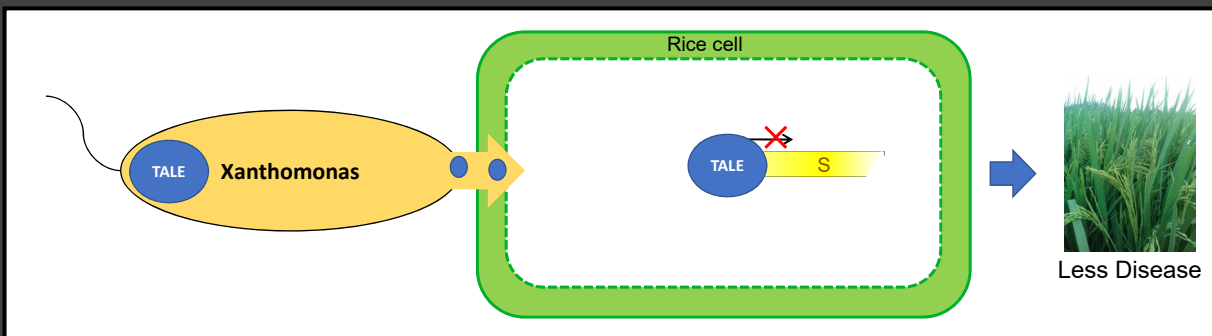 Rice cell
TALE
Xanthomonas
TALE
S
Less Disease